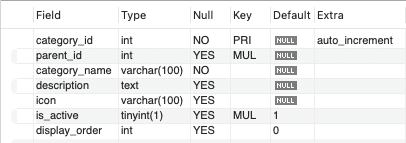 Field Type Null Key Default Extra
category_id int NO PRI NULL auto_increment
parent_id int YES MUL NULL
category_name varchar(100) NO NULL
description text YES NULL
icon varchar(100) YES NULL
is_active tinyint(1) YES MUL 1
display_order int YES 0